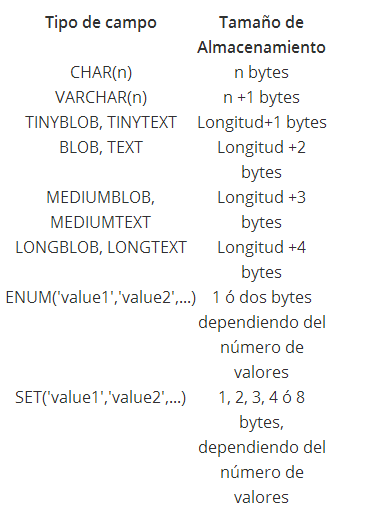 Tipo de campo Tamaño de
Almacenamiento
CHAR(n) n bytes
VARCHAR(n) n +1 bytes
TINYBLOB, TINYTEXT Longitud+1 bytes
BLOB, TEXT Longitud +2
bytes
MEDIUMBLOB, Longitud +3
MEDIUMTEXT bytes
LONGBLOB, LONGTEXT Longitud +4
bytes
ENUM('value1','value2',...) 1 ó dos bytes
dependiendo del
número de
valores
SET('value1','value2',...) 1, 2, 3, 4 ó 8
bytes,
dependiendo del
número de
valores